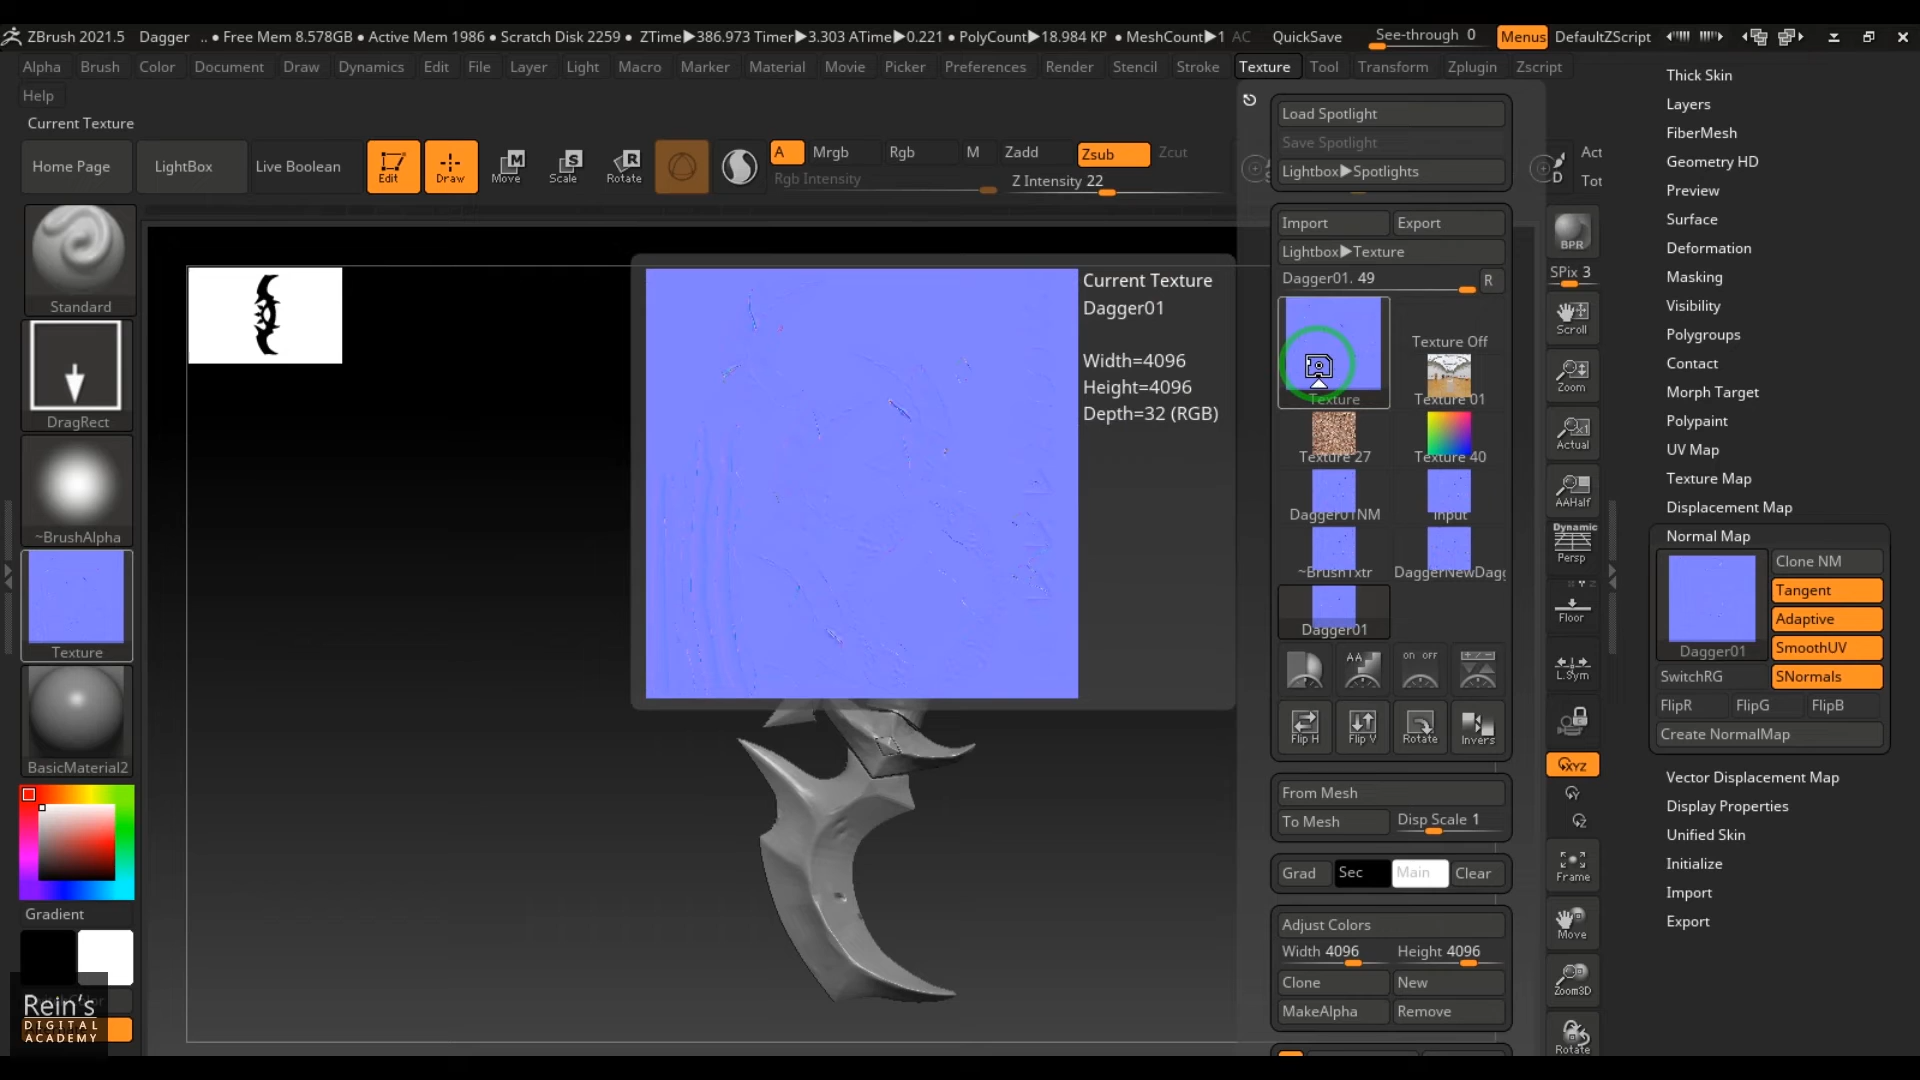 ZBrush 2021.5 Dagger .. • Free Mem 8.578GB • Active Mem 1986 • Scratch Disk 2259 • ZTime▶386.973 Timer▶3.303 ATime▶0.221 • PolyCount▶18.984 KP • MeshCount▶1 AC QuickSave See-through 0 Menus DefaultZScript
Alpha Brush Color Document Draw Dynamics Edit File Layer Light Macro Marker Material Movie Picker Preferences Render Stencil Stroke Texture Tool Transform Zplugin Zscript
Help
Current Texture
Home Page LightBox Live Boolean Edit Draw Move Scale Rotate
M S R
A Mrgb Rgb M Zadd Zsub Zcut
Rgb Intensity Z Intensity 22
Standard
DragRect
~BrushAlpha
Texture
BasicMaterial2
Gradient
Rein's
DIGITAL
ACADEMY
Current Texture
Dagger01
Width=4096
Height=4096
Depth=32 (RGB)
Load Spotlight
Save Spotlight
Lightbox▶Spotlights
Import Export
Lightbox▶Texture
Dagger01. 49 R
Texture Texture Off
Texture 01
Texture 27 Texture 40
Dagger01NM Input
~BrushTxtr DaggerNewDagg
Dagger01
AA on off
Flip H Flip V Rotate Invers
From Mesh
To Mesh Disp Scale 1
Grad Sec Main Clear
Adjust Colors
Width 4096 Height 4096
Clone New
MakeAlpha Remove
D Act
Tot
BPR
SPix 3
Scroll
Zoom
Actual
AAHalf
Dynamic
Persp
Floor
L.Sym
XYZ
Y
Z
Frame
Move
Zoom3D
Rotate
Thick Skin
Layers
FiberMesh
Geometry HD
Preview
Surface
Deformation
Masking
Visibility
Polygroups
Contact
Morph Target
Polypaint
UV Map
Texture Map
Displacement Map
Normal Map
Clone NM
Tangent
Adaptive
SmoothUV
Dagger01
SwitchRG SNormals
FlipR FlipG FlipB
Create NormalMap
Vector Displacement Map
Display Properties
Unified Skin
Initialize
Import
Export